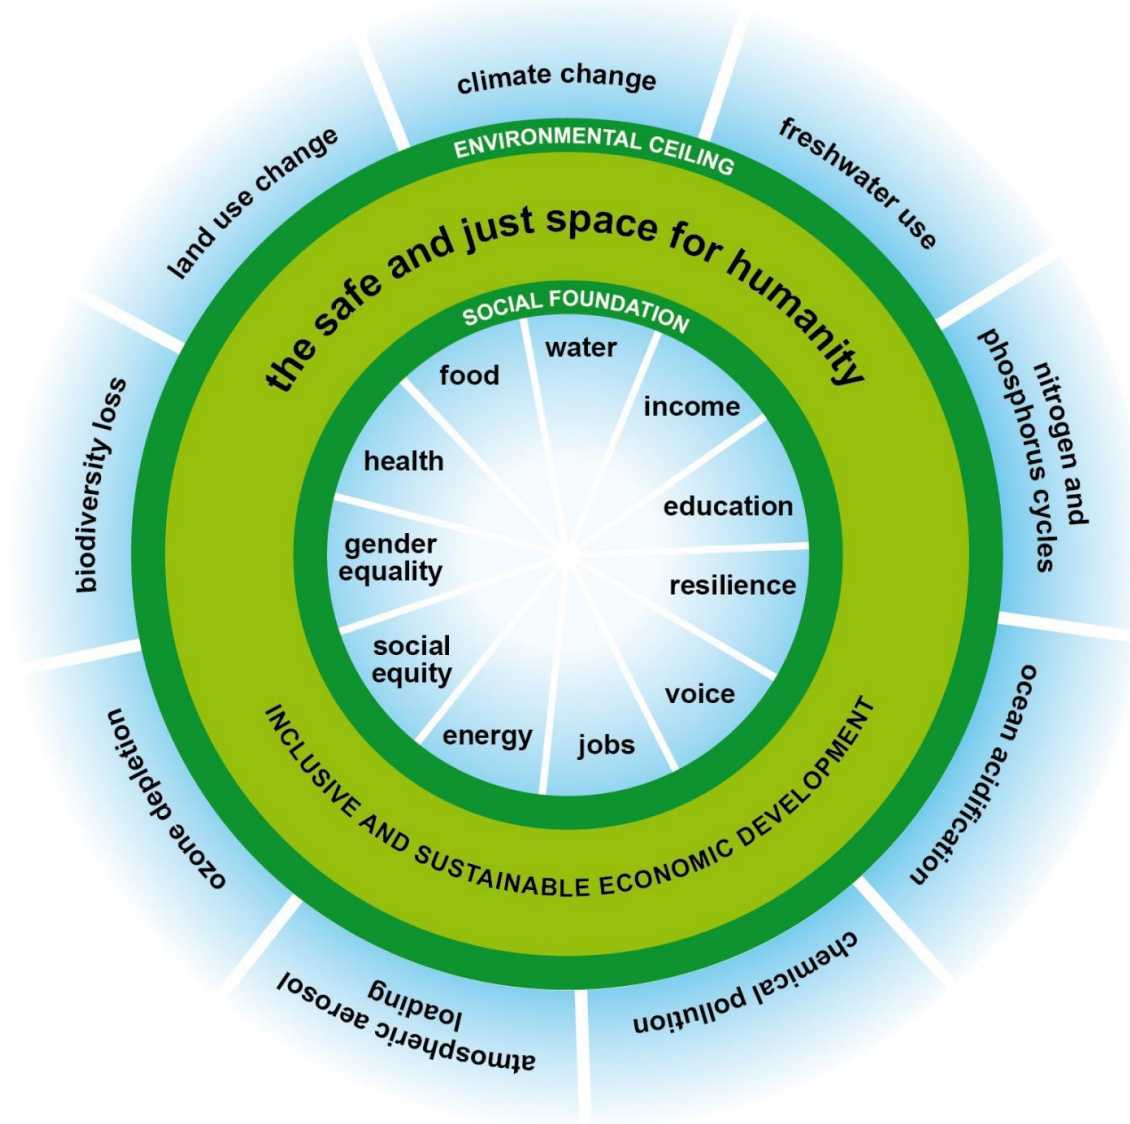 climate change
freshwater use
nitrogen and
phosphorus cycles
ocean acidification
chemical pollution
atmospheric aerosol
loading
ozone depletion
biodiversity loss
land use change
ENVIRONMENTAL CEILING
the safe and just space for humanity
SOCIAL FOUNDATION
water
income
education
resilience
voice
jobs
energy
social
equity
gender
equality
health
food
INCLUSIVE AND SUSTAINABLE ECONOMIC DEVELOPMENT